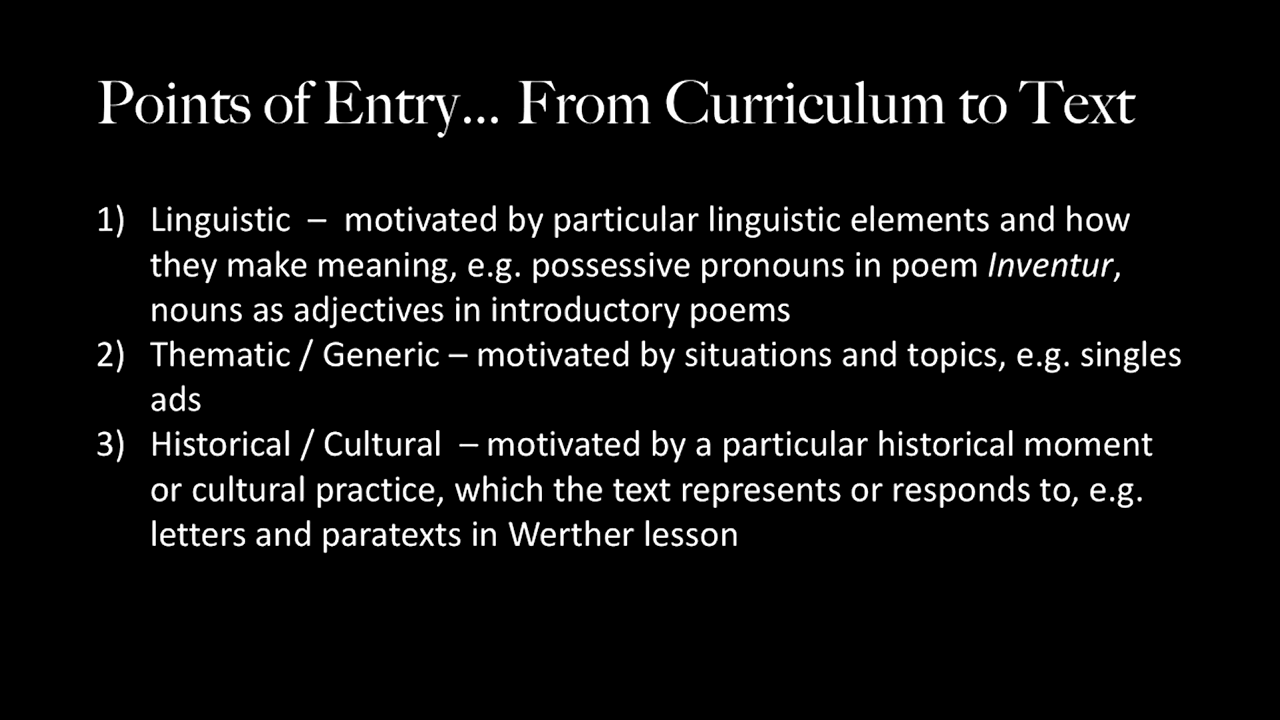 Points of Entry... From Curriculum to Text
1) Linguistic – motivated by particular linguistic elements and how
they make meaning, e.g. possessive pronouns in poem Inventur,
nouns as adjectives in introductory poems
2) Thematic / Generic – motivated by situations and topics, e.g. singles
ads
3) Historical / Cultural – motivated by a particular historical moment
or cultural practice, which the text represents or responds to, e.g.
letters and paratexts in Werther lesson